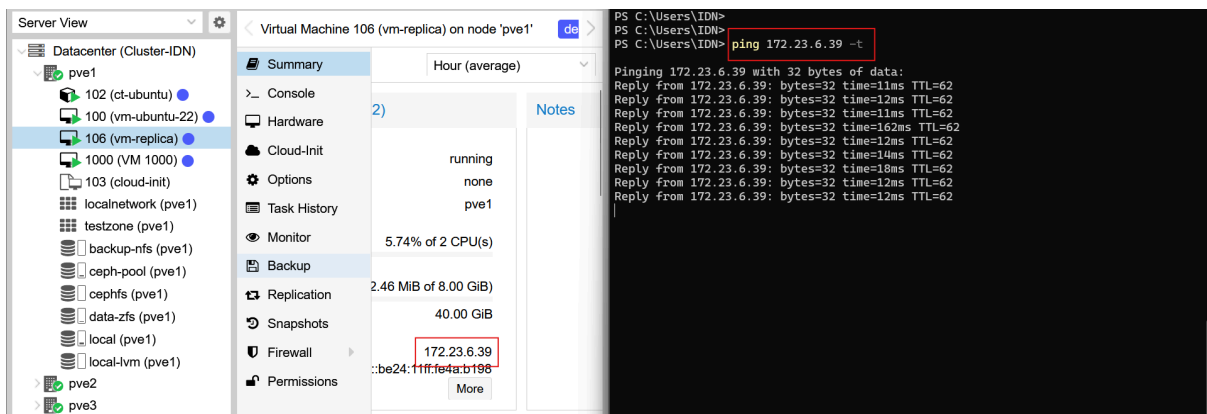 Server View
Datacenter (Cluster-IDN)
pve1
102 (ct-ubuntu)
100 (vm-ubuntu-22)
106 (vm-replica)
1000 (VM 1000)
103 (cloud-init)
localnetwork (pve1)
testzone (pve1)
backup-nfs (pve1)
ceph-pool (pve1)
cephfs (pve1)
data-zfs (pve1)
local (pve1)
local-lvm (pve1)
pve2
pve3
Virtual Machine 106 (vm-replica) on node 'pve1'
de
Summary
Console
Hardware
Cloud-Init
Options
Task History
Monitor
Backup
Replication
Snapshots
Firewall
Permissions
Hour (average)
2)
Notes
running
none
pve1
5.74% of 2 CPU(s)
2.46 MiB of 8.00 GiB)
40.00 GiB
172.23.6.39
::be24:11ff:fe4a:b198
More
PS C:\Users\IDN>
PS C:\Users\IDN>
PS C:\Users\IDN> ping 172.23.6.39 -t
Pinging 172.23.6.39 with 32 bytes of data:
Reply from 172.23.6.39: bytes=32 time=11ms TTL=62
Reply from 172.23.6.39: bytes=32 time=12ms TTL=62
Reply from 172.23.6.39: bytes=32 time=11ms TTL=62
Reply from 172.23.6.39: bytes=32 time=162ms TTL=62
Reply from 172.23.6.39: bytes=32 time=12ms TTL=62
Reply from 172.23.6.39: bytes=32 time=14ms TTL=62
Reply from 172.23.6.39: bytes=32 time=18ms TTL=62
Reply from 172.23.6.39: bytes=32 time=12ms TTL=62
Reply from 172.23.6.39: bytes=32 time=12ms TTL=62